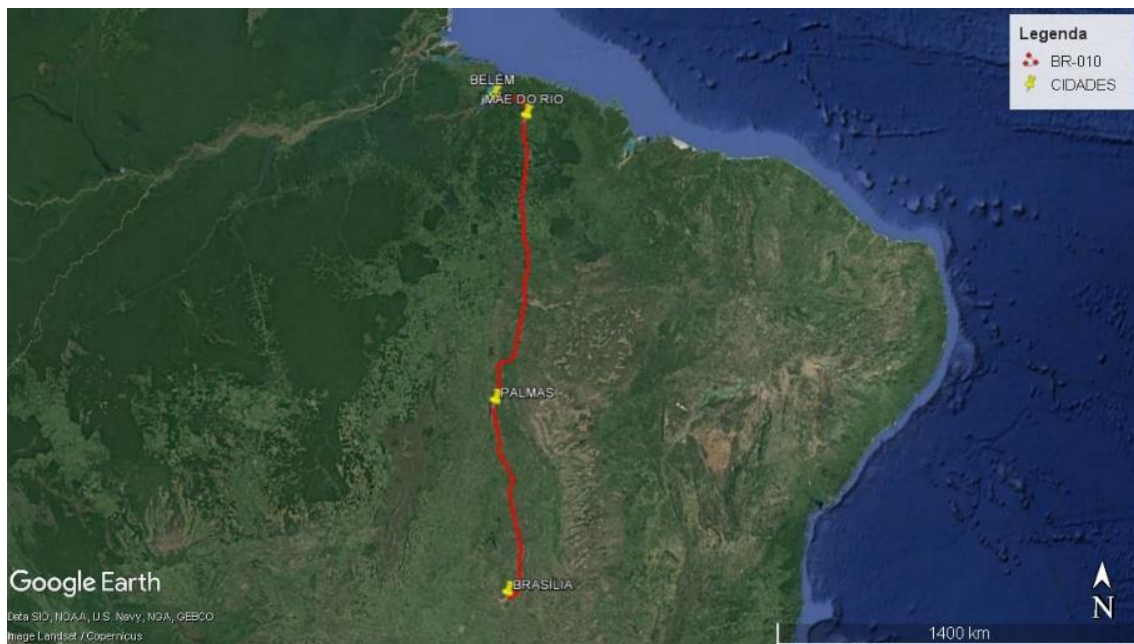 Legenda
BR-010
CIDADES
BELÉM
MÃE DO RIO
PALMAS
BRASÍLIA
Google Earth
Data SIO, NOAA, U.S. Navy, NGA, GEBCO
Image Landsat / Copernicus
N
1400 km